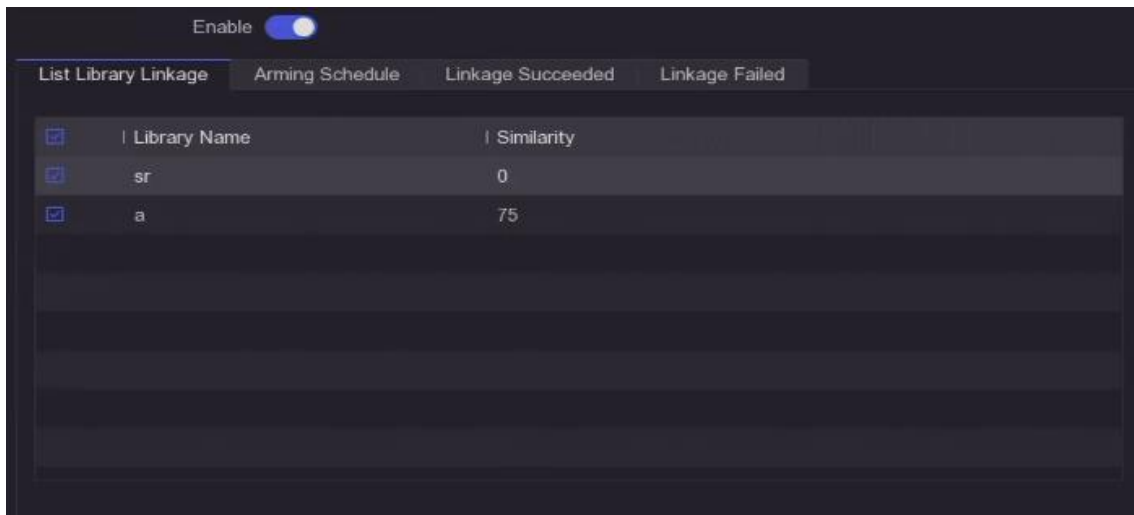 Enable
List Library Linkage Arming Schedule Linkage Succeeded Linkage Failed
Library Name Similarity
sr 0
a 75